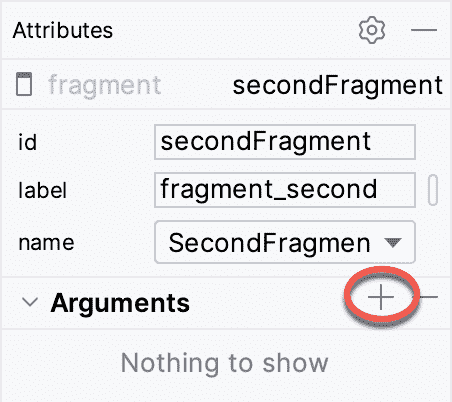 Attributes
fragment secondFragment
id secondFragment
label fragment_second
name SecondFragmen
Arguments
Nothing to show